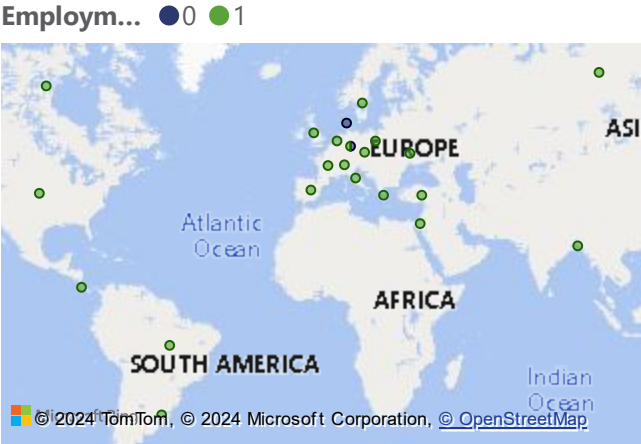 Employm... 0 1
ASI
EUROPE
Atlantic
Ocean
AFRICA
SOUTH AMERICA
Indian
Ocean
© 2024 TomTom, © 2024 Microsoft Corporation, © OpenStreetMap